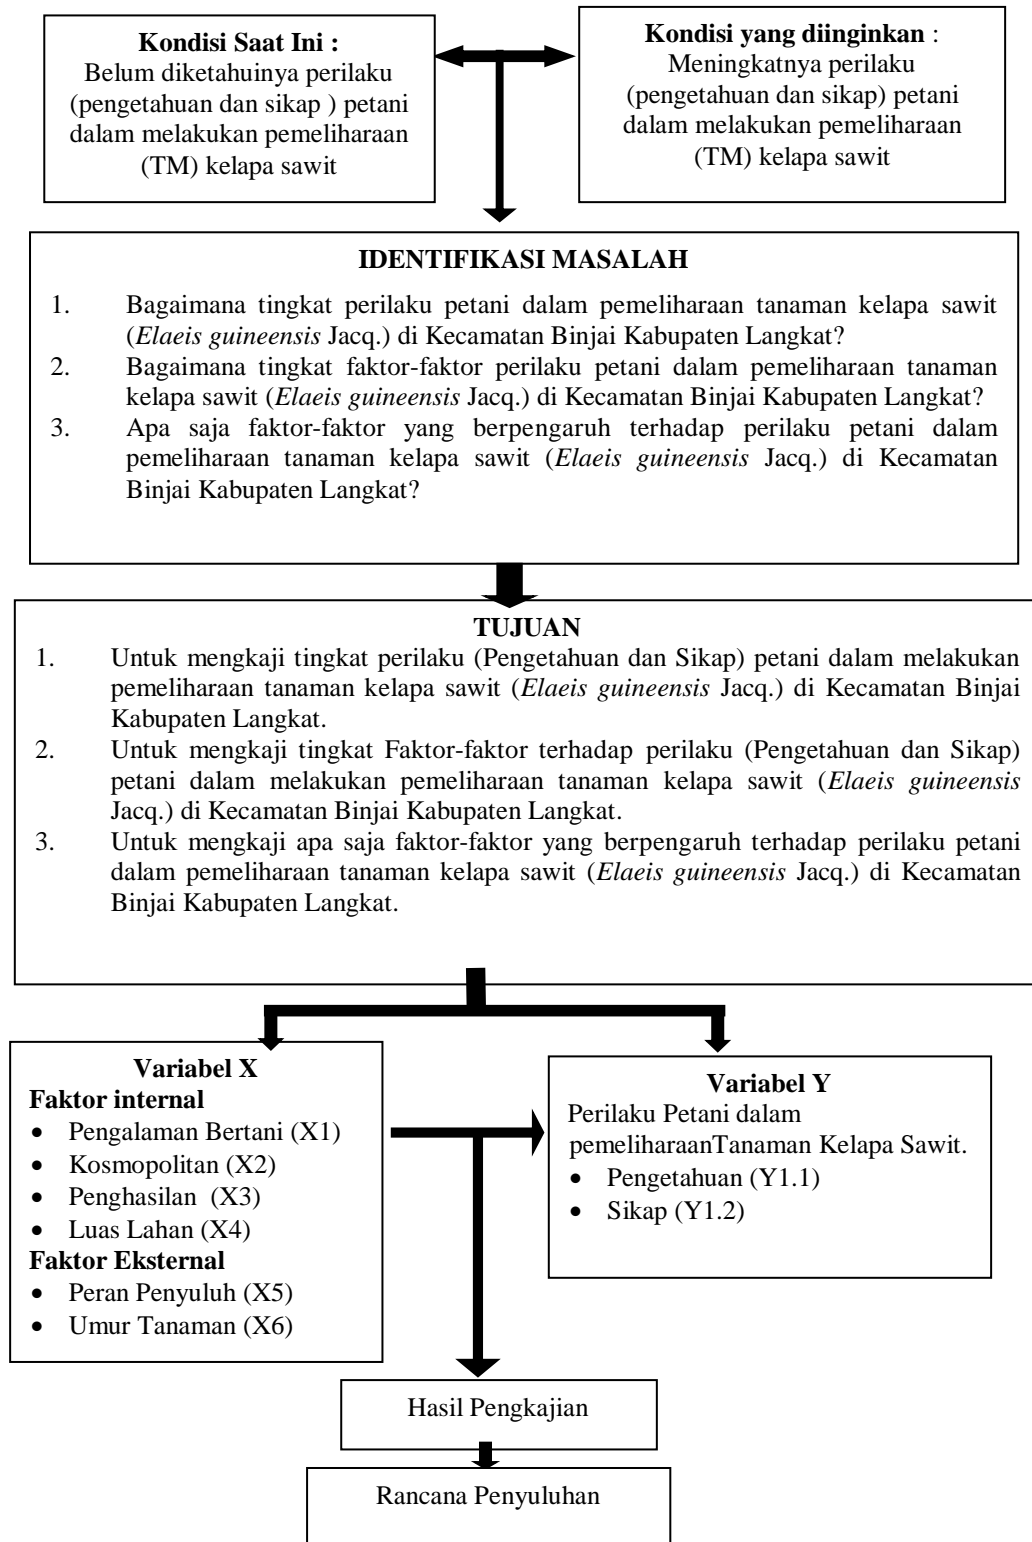 Kondisi Saat Ini :
Belum diketahuinya perilaku
(pengetahuan dan sikap ) petani
dalam melakukan pemeliharaan
(TM) kelapa sawit
Kondisi yang diinginkan :
Meningkatnya perilaku
(pengetahuan dan sikap) petani
dalam melakukan pemeliharaan
(TM) kelapa sawit
IDENTIFIKASI MASALAH
1. Bagaimana tingkat perilaku petani dalam pemeliharaan tanaman kelapa sawit
(Elaeis guineensis Jacq.) di Kecamatan Binjai Kabupaten Langkat?
2. Bagaimana tingkat faktor-faktor perilaku petani dalam pemeliharaan tanaman
kelapa sawit (Elaeis guineensis Jacq.) di Kecamatan Binjai Kabupaten Langkat?
3. Apa saja faktor-faktor yang berpengaruh terhadap perilaku petani dalam
pemeliharaan tanaman kelapa sawit (Elaeis guineensis Jacq.) di Kecamatan
Binjai Kabupaten Langkat?
TUJUAN
1. Untuk mengkaji tingkat perilaku (Pengetahuan dan Sikap) petani dalam melakukan
pemeliharaan tanaman kelapa sawit (Elaeis guineensis Jacq.) di Kecamatan Binjai
Kabupaten Langkat.
2. Untuk mengkaji tingkat Faktor-faktor terhadap perilaku (Pengetahuan dan Sikap)
petani dalam melakukan pemeliharaan tanaman kelapa sawit (Elaeis guineensis
Jacq.) di Kecamatan Binjai Kabupaten Langkat.
3. Untuk mengkaji apa saja faktor-faktor yang berpengaruh terhadap perilaku petani
dalam pemeliharaan tanaman kelapa sawit (Elaeis guineensis Jacq.) di Kecamatan
Binjai Kabupaten Langkat.
Variabel X
Faktor internal
• Pengalaman Bertani (X1)
• Kosmopolitan (X2)
• Penghasilan (X3)
• Luas Lahan (X4)
Faktor Eksternal
• Peran Penyuluh (X5)
• Umur Tanaman (X6)
Variabel Y
Perilaku Petani dalam
pemeliharaanTanaman Kelapa Sawit.
• Pengetahuan (Y1.1)
• Sikap (Y1.2)
Hasil Pengkajian
Rancana Penyuluhan